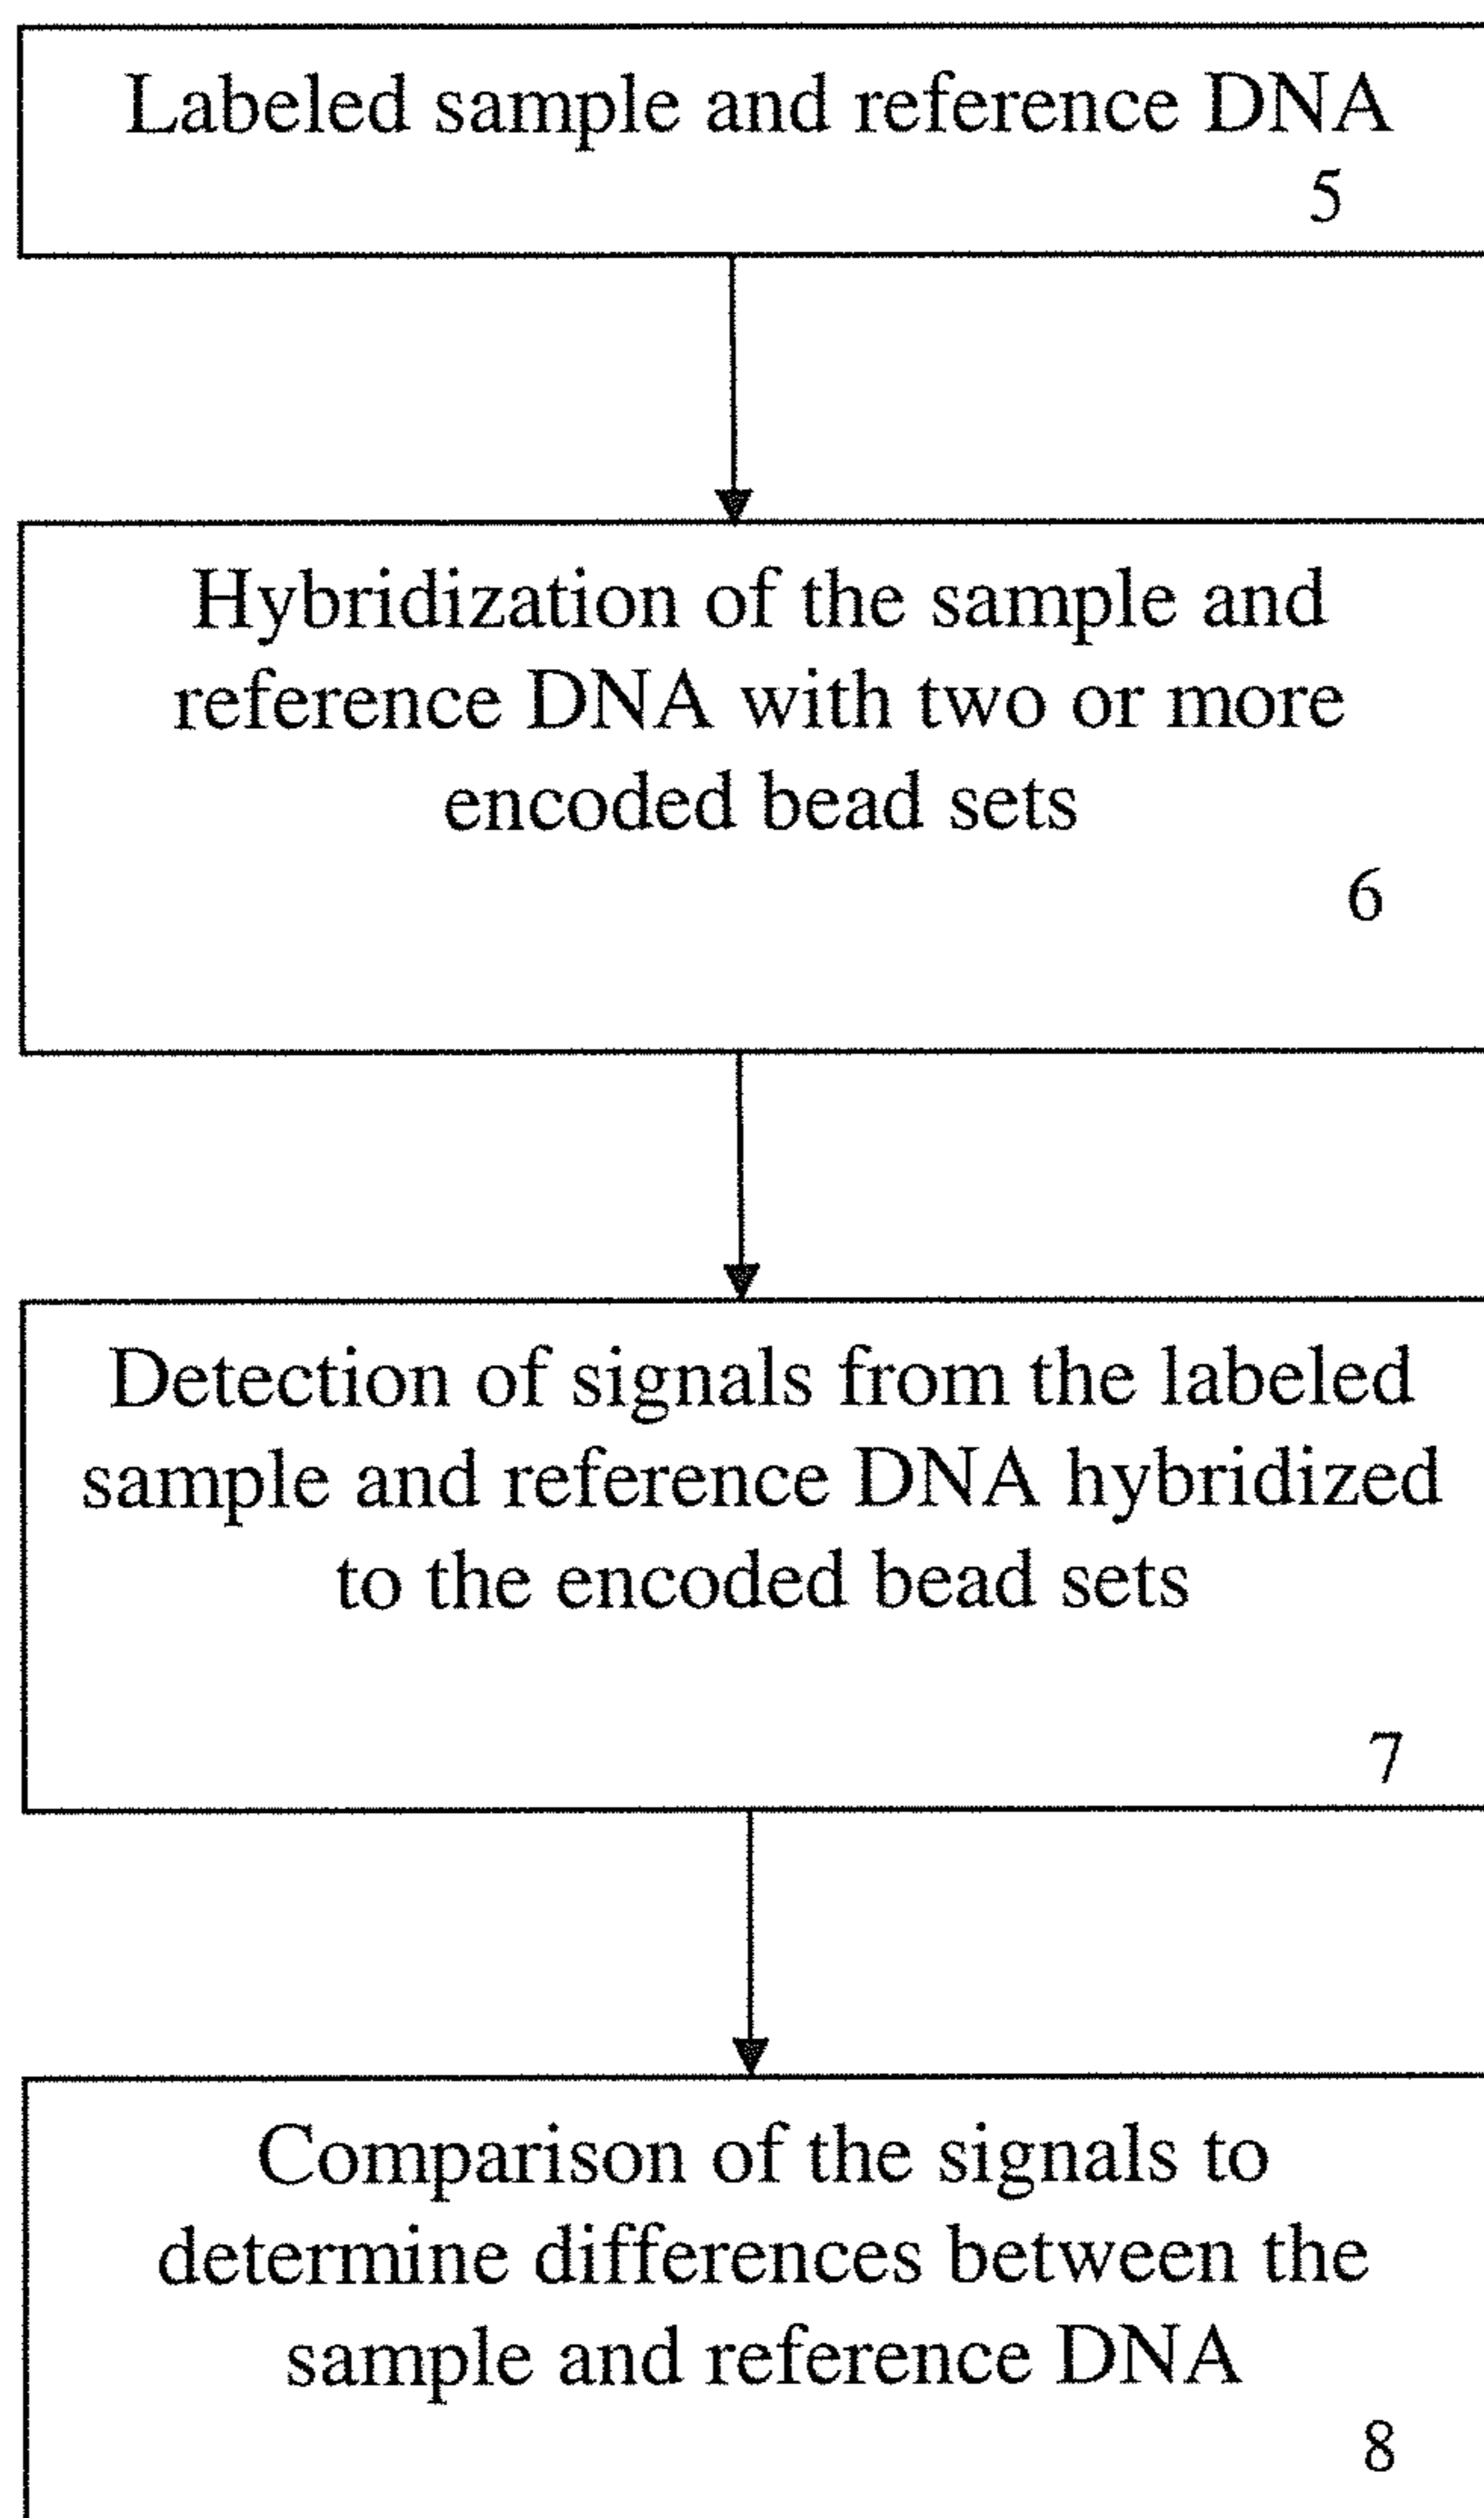 Labeled sample and reference DNA
5
Hybridization of the sample and
reference DNA with two or more
encoded bead sets
6
Detection of signals from the labeled
sample and reference DNA hybridized
to the encoded bead sets
7
Comparison of the signals to
determine differences between the
sample and reference DNA
8